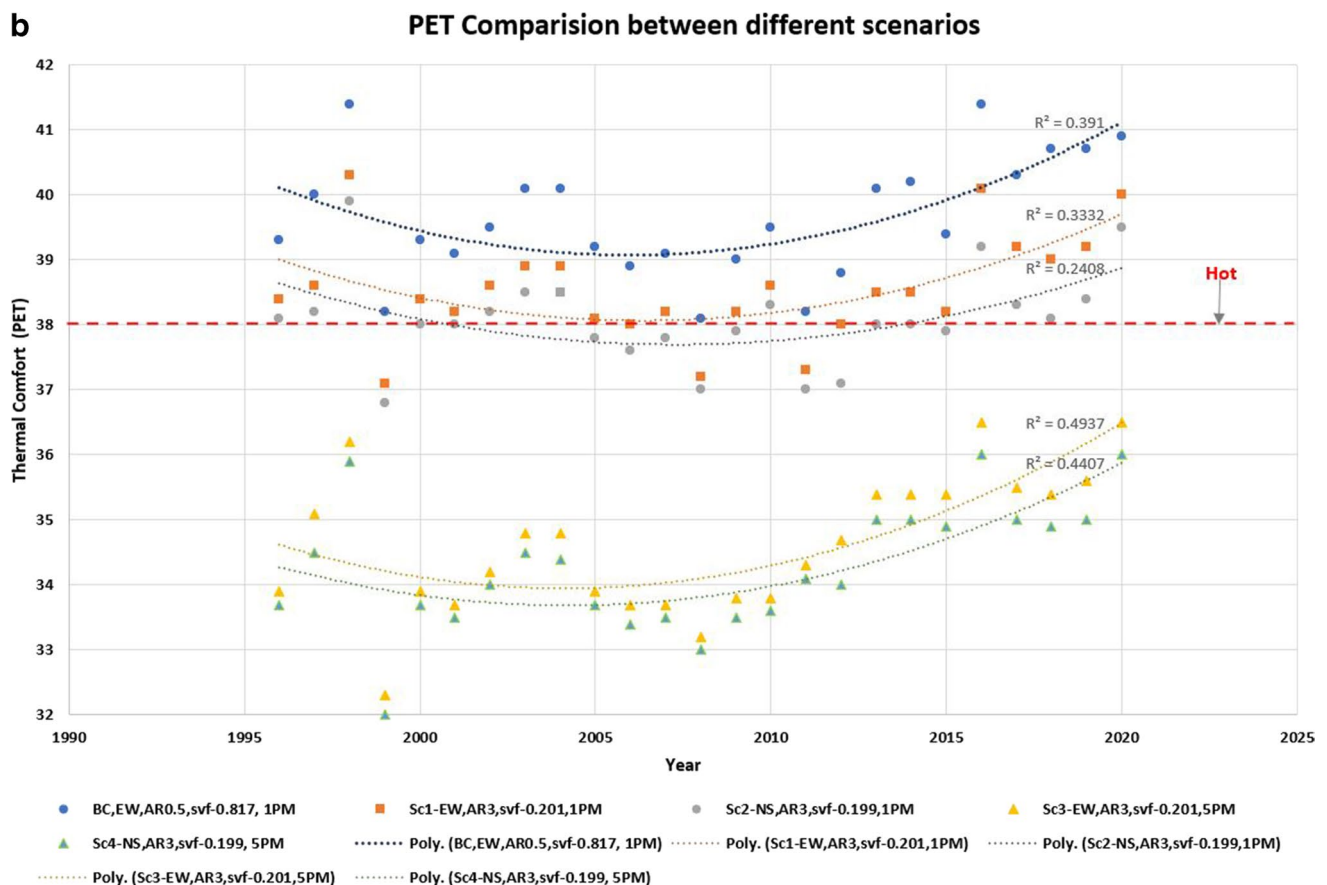 b
PET Comparision between different scenarios
42
41
40
39
38
37
36
35
34
33
32
Thermal Comfort (PET)
R² = 0.391
R² = 0.3332
R² = 0.2408
Hot
R² = 0.4937
R² = 0.4407
1990 1995 2000 2005 2010 2015 2020 2025
Year
BC,EW,AR0.5,svf-0.817, 1PM Sc1-EW,AR3,svf-0.201,1PM Sc2-NS,AR3,svf-0.199,1PM Sc3-EW,AR3,svf-0.201,5PM
Sc4-NS,AR3,svf-0.199, 5PM Poly. (BC,EW,AR0.5,svf-0.817, 1PM) Poly. (Sc1-EW,AR3,svf-0.201,1PM) Poly. (Sc2-NS,AR3,svf-0.199,1PM)
Poly. (Sc3-EW,AR3,svf-0.201,5PM) Poly. (Sc4-NS,AR3,svf-0.199, 5PM)